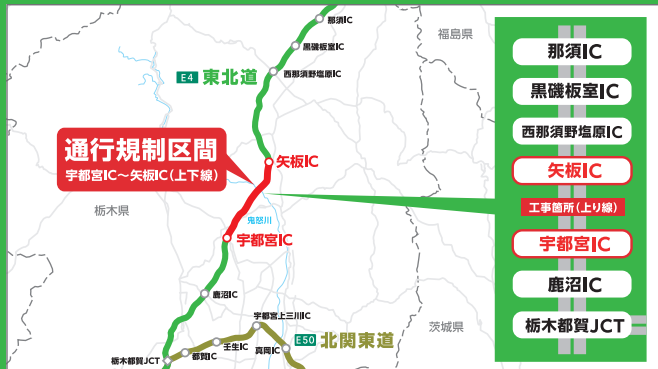 那須IC
福島県
黒磯板室IC
E4 東北道
西那須野塩原IC
通行規制区間
宇都宮IC～矢板IC(上下線)
矢板IC
栃木県
鬼怒川
宇都宮IC
鹿沼IC
宇都宮上三川IC
壬生IC
E50 北関東道
茨城県
都賀IC
真岡IC
栃木都賀JCT
那須IC
黒磯板室IC
西那須野塩原IC
矢板IC
工事箇所(上り線)
宇都宮IC
鹿沼IC
栃木都賀JCT